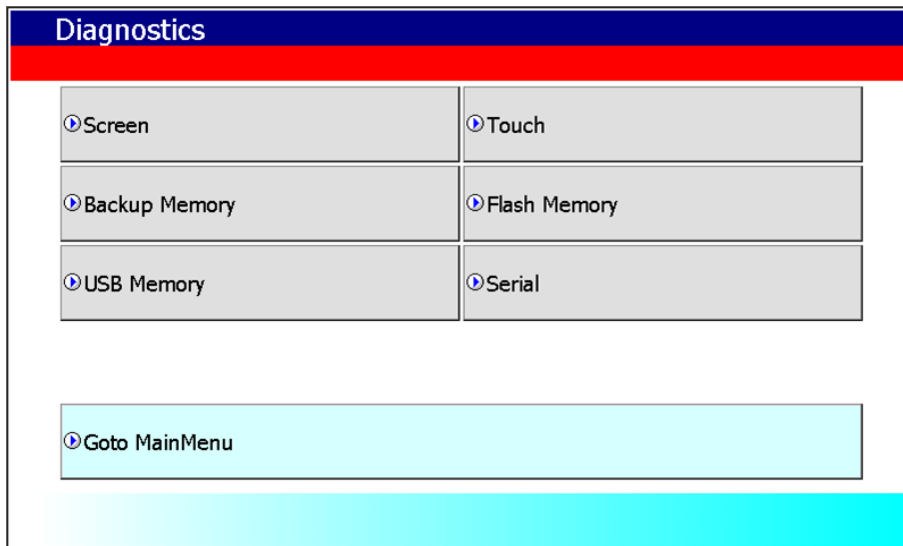 Diagnostics
Screen
Touch
Backup Memory
Flash Memory
USB Memory
Serial
Goto MainMenu